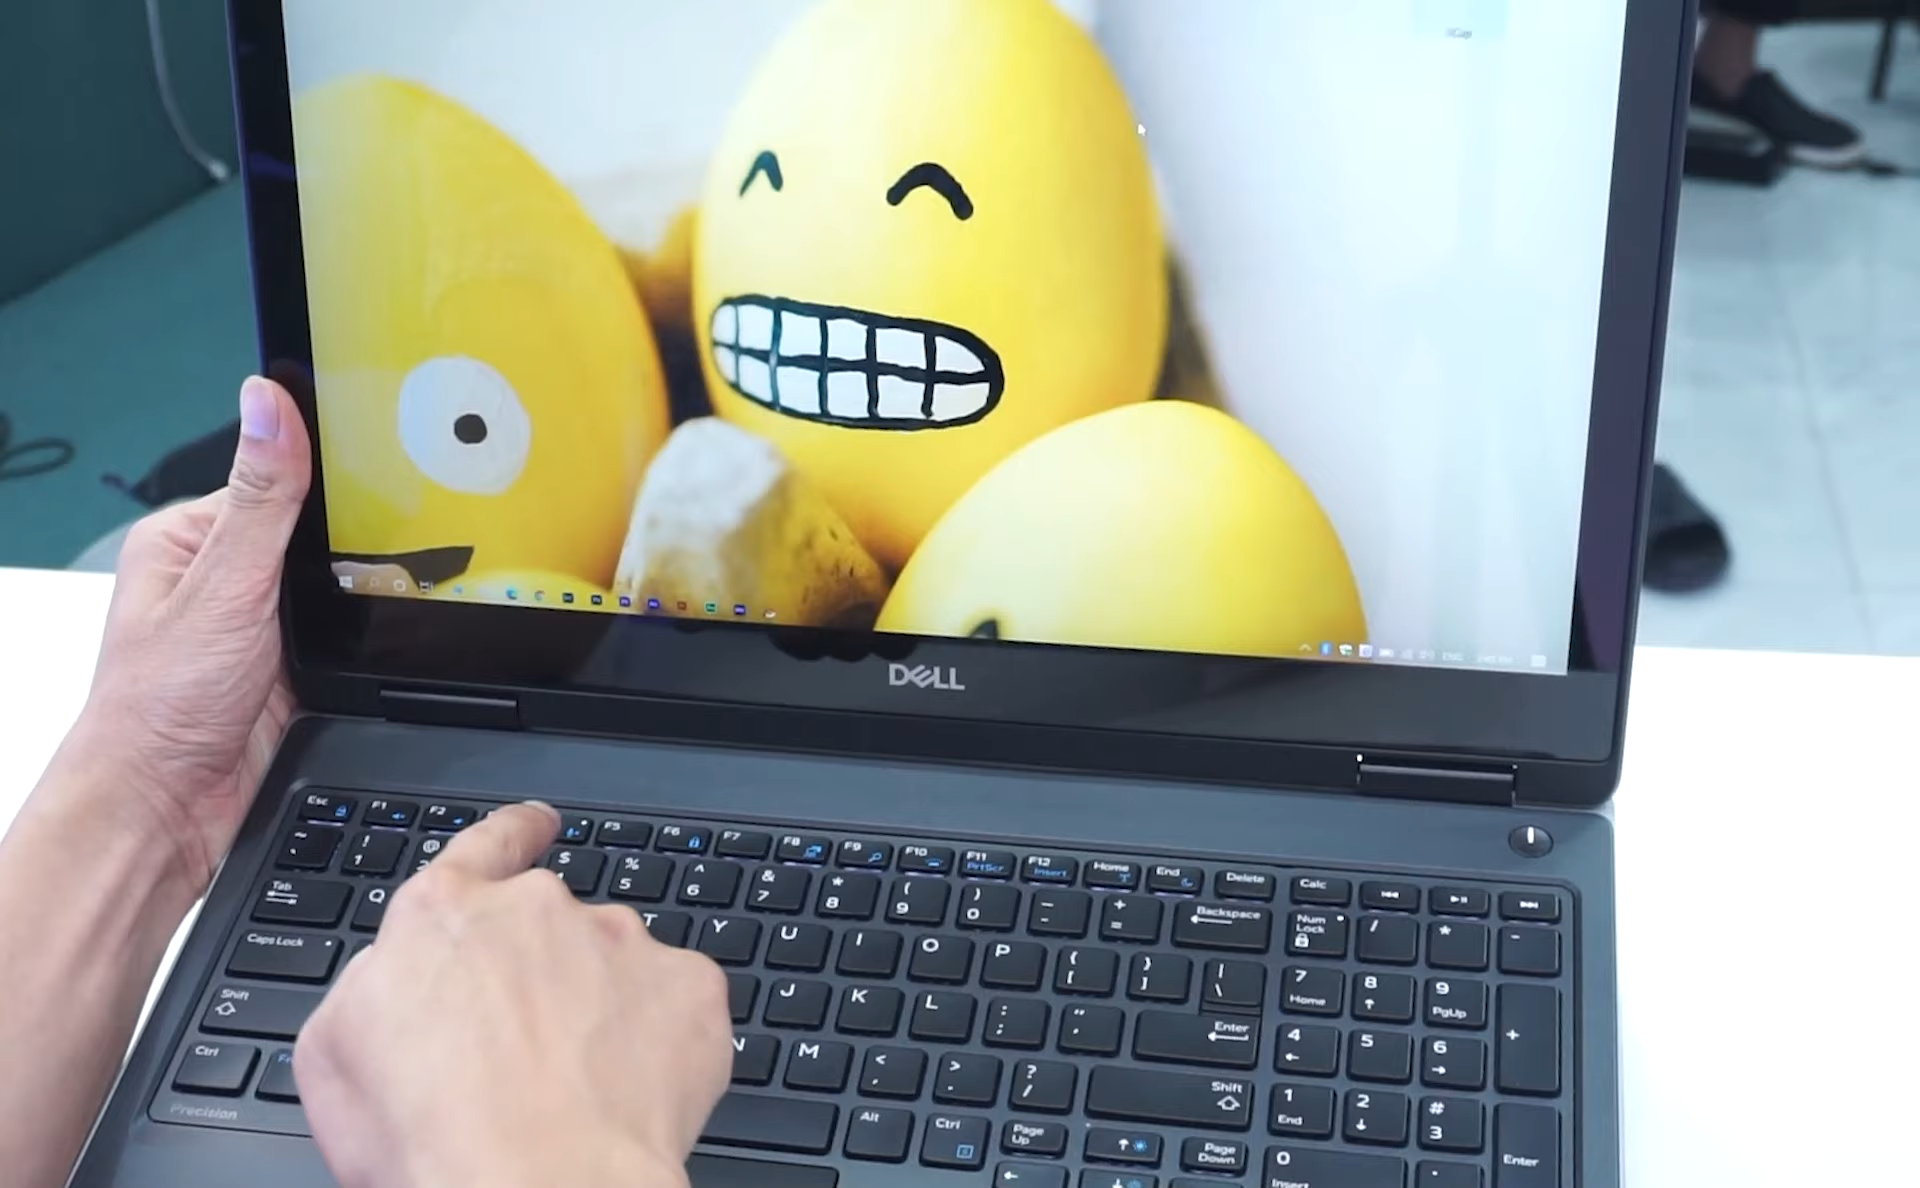 DELL
Esc F1 F2 F5 F6 F7 F8 F9 F10 F11 PrtScr F12 Insert Home End Delete Calc
~ ` ! 1 @ $ % 5 ^ 6 & 7 * 8 ( 9 ) 0 - + = Backspace Num Lock / * -
Tab Q T Y U I O P { [ } ] | \ 7 Home 8 9 PgUp +
Caps Lock J K L : ; " ' Enter 4 5 6
Shift N M < , > . ? / Shift 1 End 2 # 3 Enter
Ctrl Alt Ctrl Page Up Page Down 0 Insert .
Precision